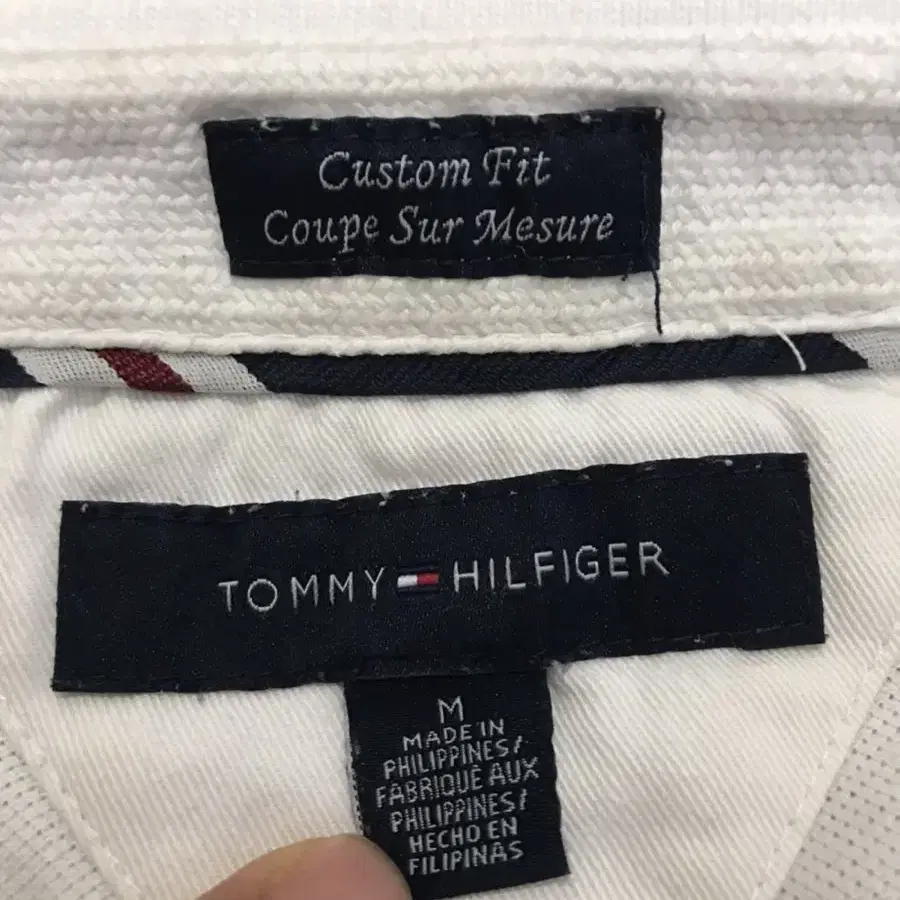 Custom Fit
Coupe Sur Mesure
TOMMY HILFIGER
M
MADE IN
PHILIPPINES/
FABRIQUÉ AUX
PHILIPPINES/
HECHO EN
FILIPINAS